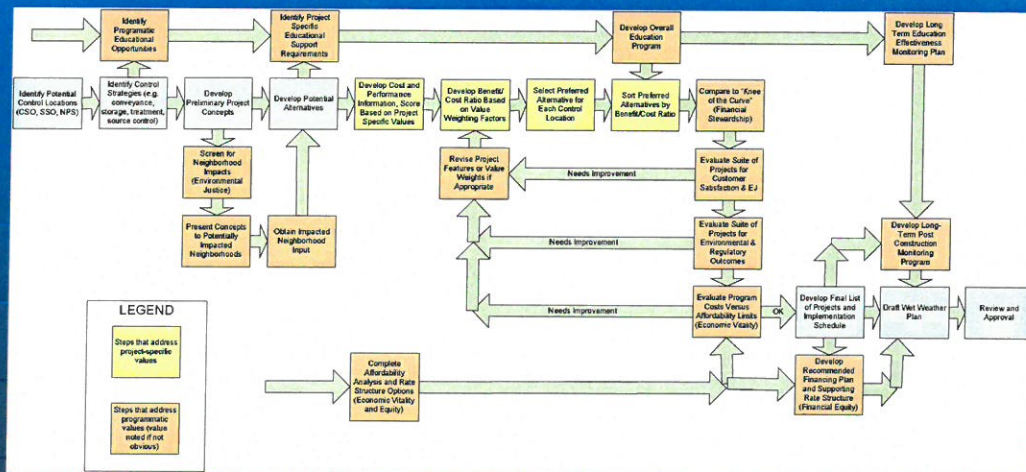 Identify
Programatic
Educational
Opportunities
Identify Project
Specific
Educational
Support
Requirements
Develop Overall
Education
Program
Develop Long
Term Education
Effectiveness
Monitoring Plan
Identify Potential
Control Locations
(CSO, SSO, NPS)
Identify Control
Strategies (e.g.
conveyance,
storage, treatment,
source control)
Develop
Preliminary Project
Concepts
Develop Potential
Alternatives
Develop Cost and
Performance
Information, Score
Based on Project
Specific Values
Develop Benefit/
Cost Ratio Based
on Value
Weighting Factors
Select Preferred
Alternative for
Each Control
Location
Sort Preferred
Alternatives by
Benefit/Cost Ratio
Compare to "Knee
of the Curve"
(Financial
Stewardship)
Screen for
Neighborhood
Impacts
(Environmental
Justice)
Revise Project
Features or Value
Weights if
Appropriate
Needs Improvement
Evaluate Suite of
Projects for
Customer
Satisfaction & EJ
Present Concepts
to Potentially
Impacted
Neighborhoods
Obtain Impacted
Neighborhood
Input
Needs Improvement
Evaluate Suite of
Projects for
Environmental &
Regulatory
Outcomes
Develop Long-
Term Post
Construction
Monitoring
Program
Needs Improvement
Evaluate Program
Costs Versus
Affordability Limits
(Economic Vitality)
OK
Develop Final List
of Projects and
Implementation
Schedule
Draft Wet Weather
Plan
Review and
Approval
LEGEND
Steps that address
project-specific
values
Steps that address
programmatic
values (value
noted if not
obvious)
Complete
Affordability
Analysis and Rate
Structure Options
(Economic Vitality
and Equity)
Develop
Recommended
Financing Plan
and Supporting
Rate Structure
(Financial Equity)